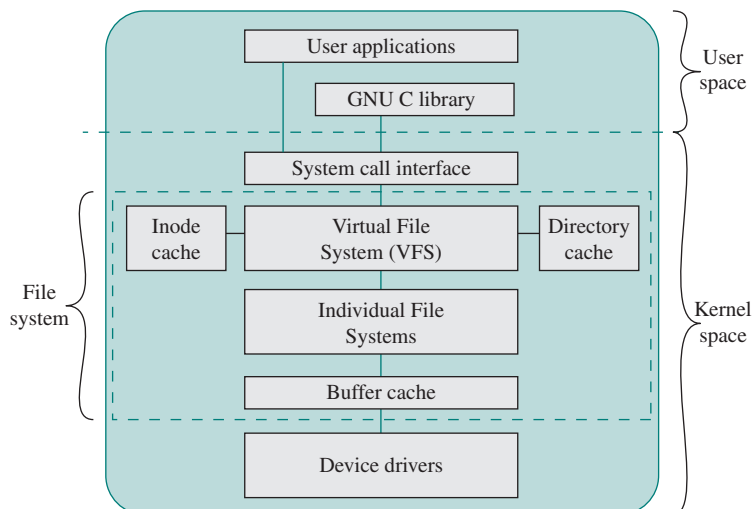 User applications
User
space
GNU C library
System call interface
Inode
cache
Virtual File
System (VFS)
Directory
cache
File
system
Individual File
Systems
Kernel
space
Buffer cache
Device drivers